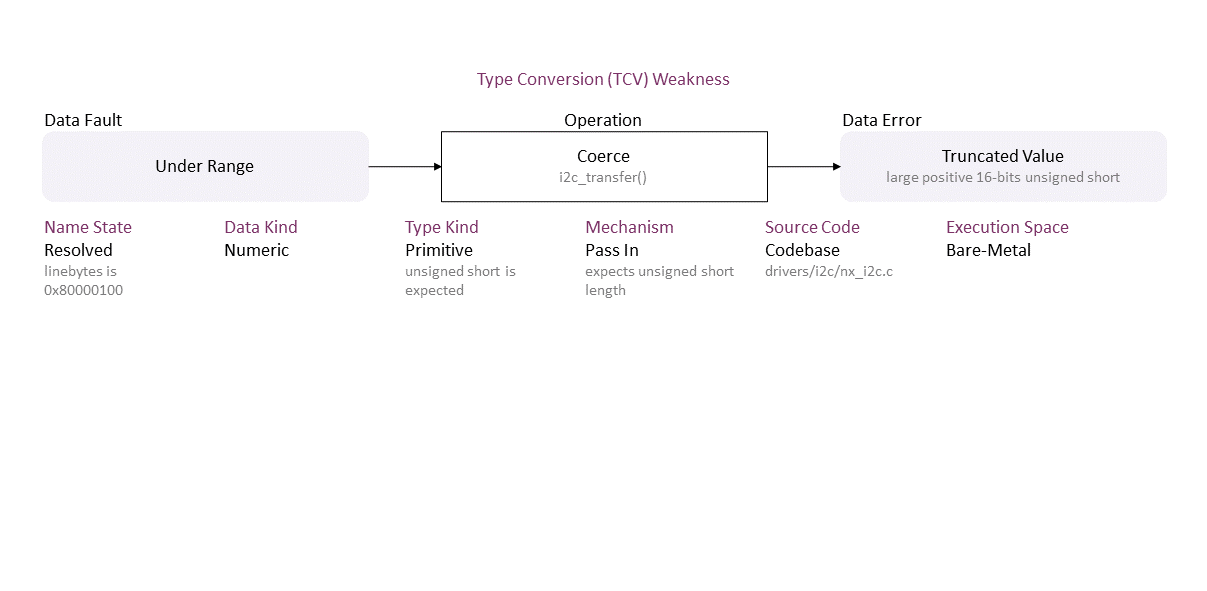 Type Conversion (TCV) Weakness
Data Fault
Operation
Data Error
Under Range
Coerce
i2c_transfer()
Truncated Value
large positive 16-bits unsigned short
Name State
Resolved
linebytes is
0x80000100
Data Kind
Numeric
Type Kind
Primitive
unsigned short is
expected
Mechanism
Pass In
expects unsigned short
length
Source Code
Codebase
drivers/i2c/nx_i2c.c
Execution Space
Bare-Metal